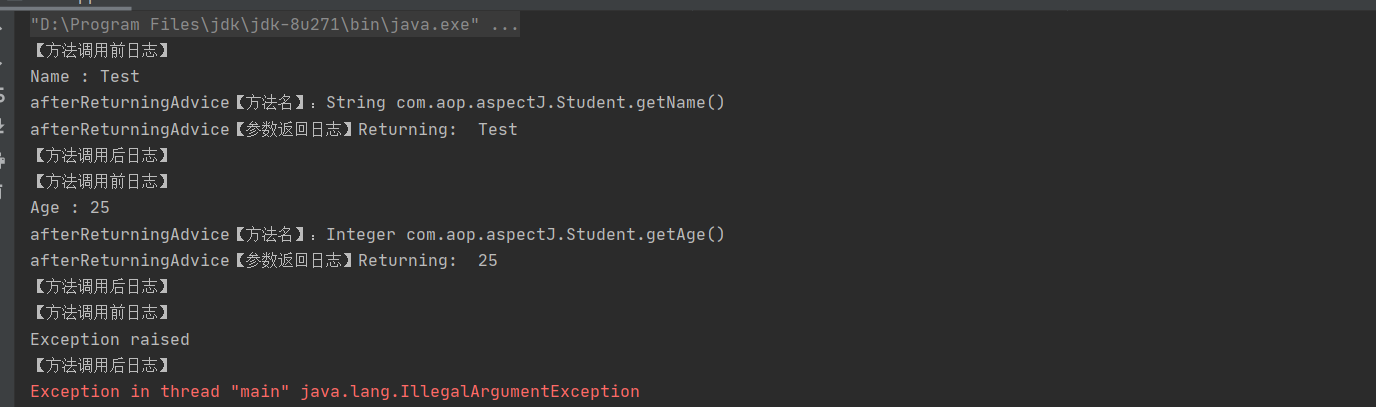 "D:\Program Files\jdk\jdk-8u271\bin\java.exe" ...
【方法调用前日志】
Name : Test
afterReturningAdvice【方法名】：String com.aop.aspectJ.Student.getName()
afterReturningAdvice【参数返回日志】Returning:  Test
【方法调用后日志】
【方法调用前日志】
Age : 25
afterReturningAdvice【方法名】：Integer com.aop.aspectJ.Student.getAge()
afterReturningAdvice【参数返回日志】Returning:  25
【方法调用后日志】
【方法调用前日志】
Exception raised
【方法调用后日志】
Exception in thread "main" java.lang.IllegalArgumentException